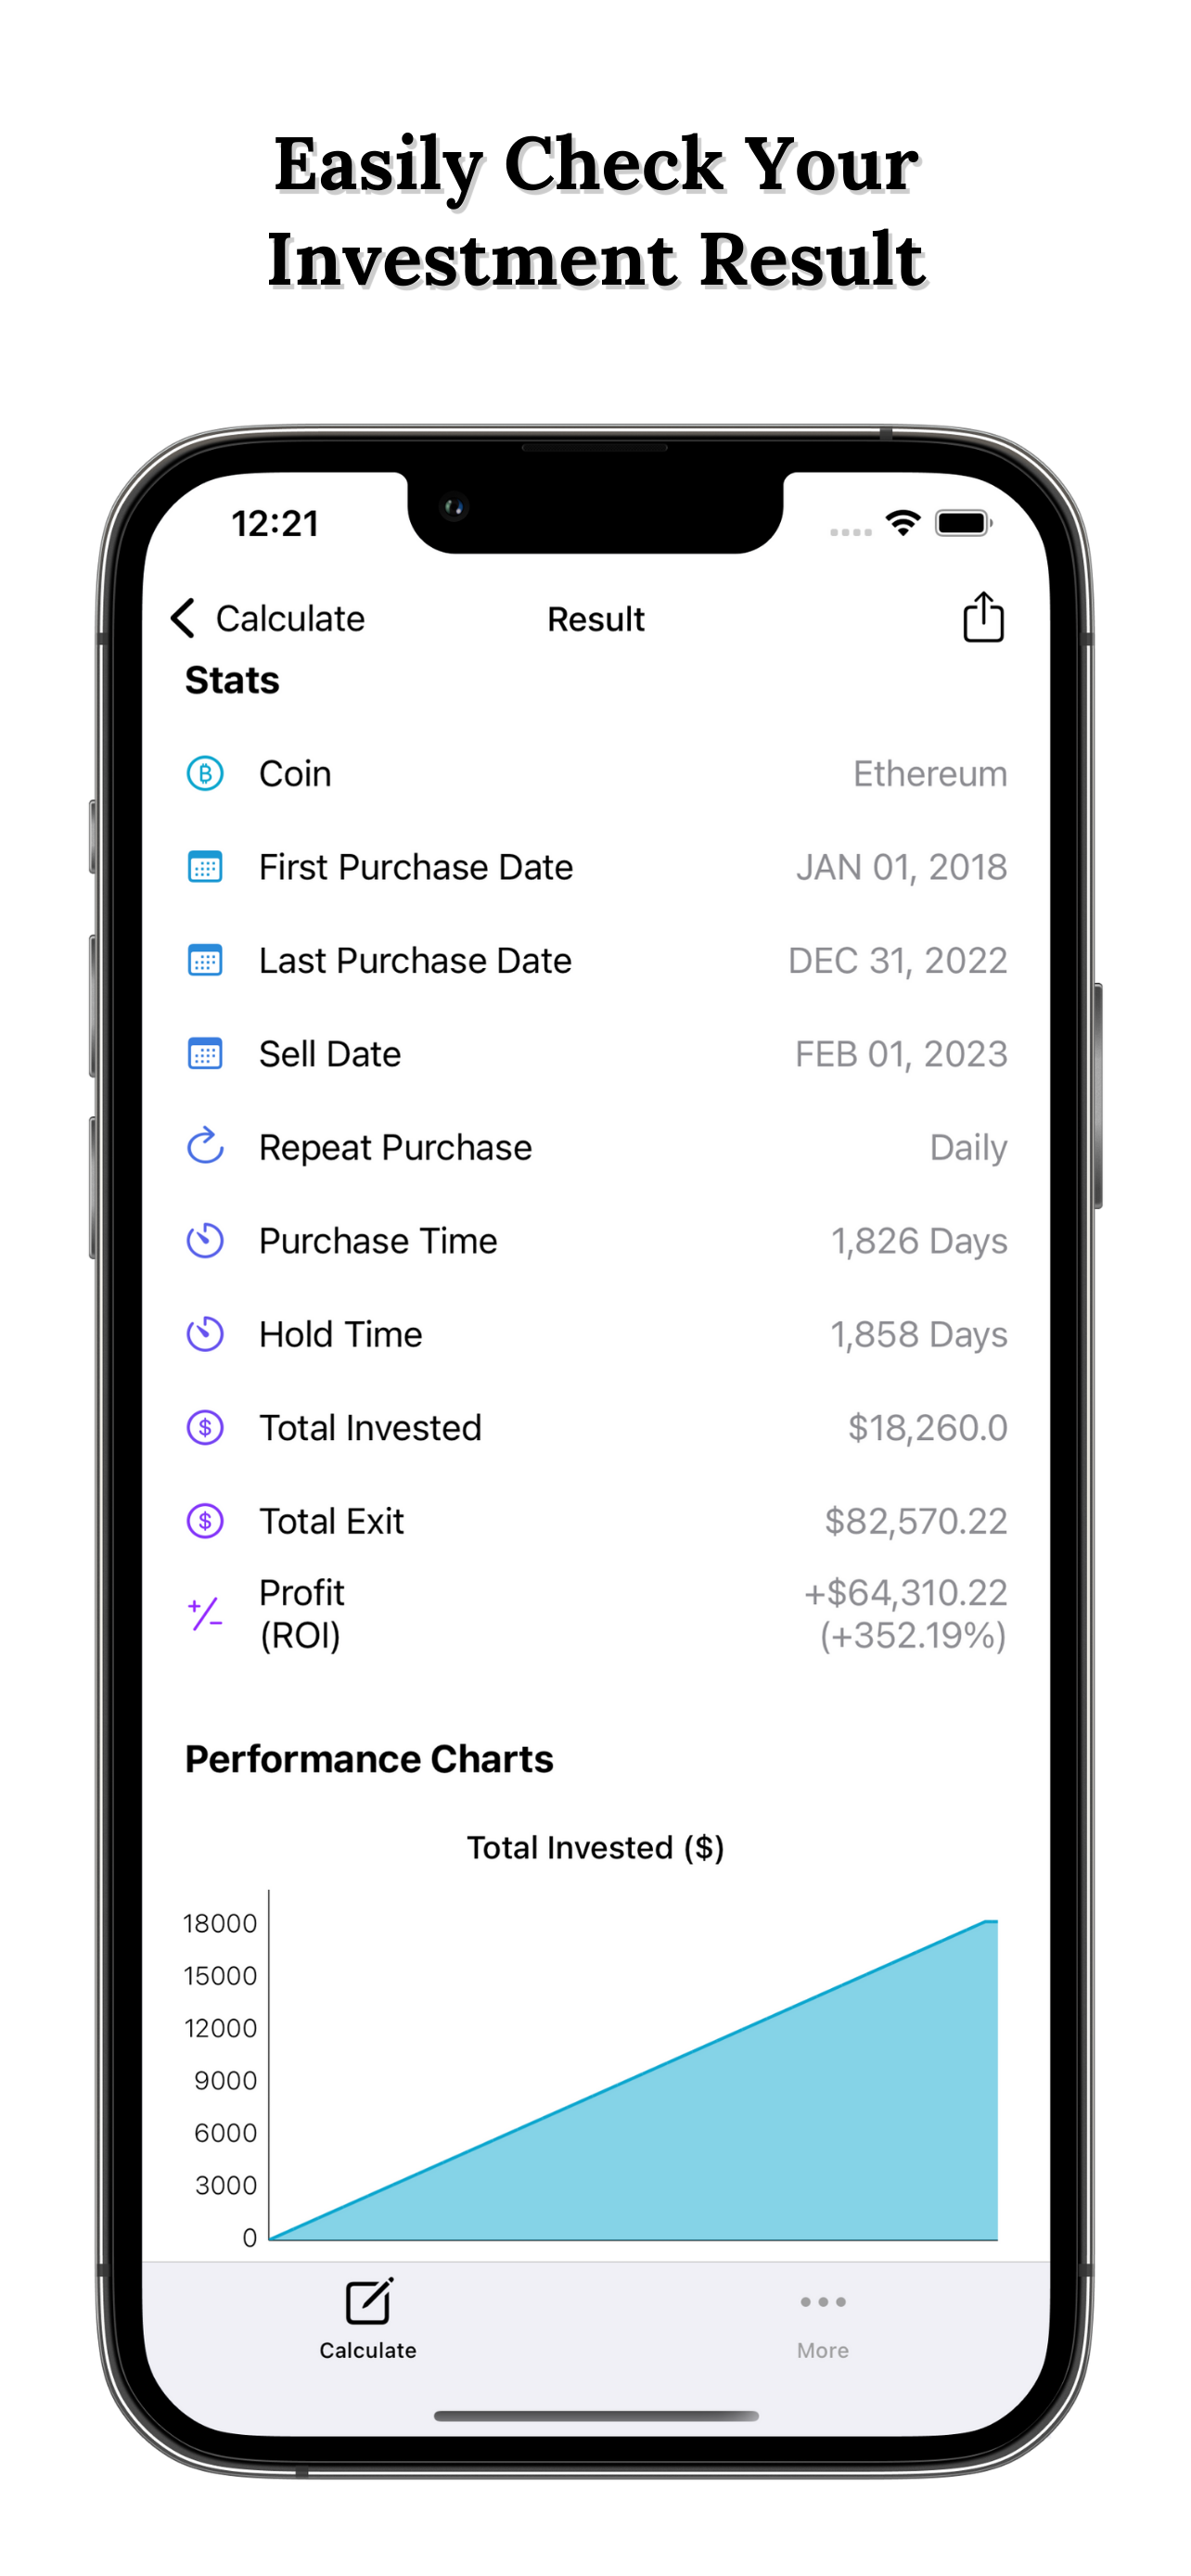 Easily Check Your
Investment Result
12:21
Calculate
Result
Stats
Coin
Ethereum
First Purchase Date
JAN 01, 2018
Last Purchase Date
DEC 31, 2022
Sell Date
FEB 01, 2023
Repeat Purchase
Daily
Purchase Time
1,826 Days
Hold Time
1,858 Days
Total Invested
$18,260.0
Total Exit
$82,570.22
Profit
(ROI)
+$64,310.22
(+352.19%)
Performance Charts
Total Invested ($)
18000
15000
12000
9000
6000
3000
0
Calculate
More